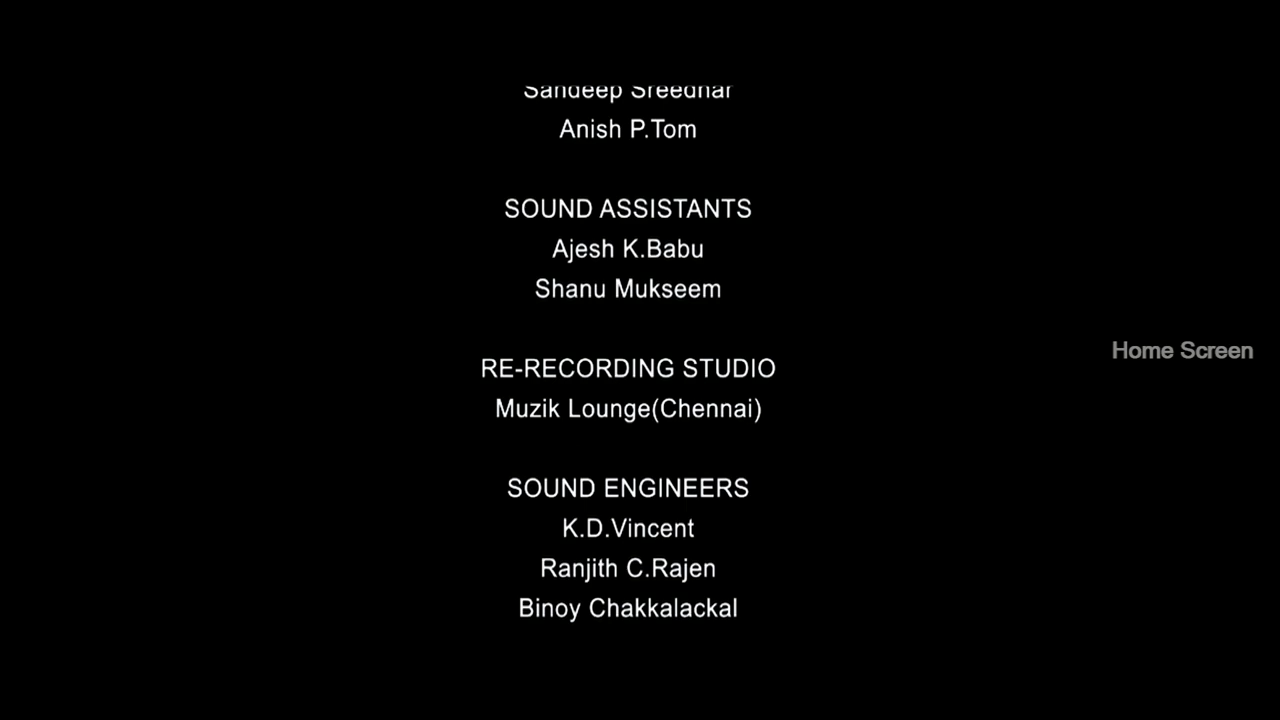 Sandeep Sreedhar
Anish P.Tom
SOUND ASSISTANTS
Ajesh K.Babu
Shanu Mukseem
RE-RECORDING STUDIO
Muzik Lounge(Chennai)
SOUND ENGINEERS
K.D.Vincent
Ranjith C.Rajen
Binoy Chakkalackal
Home Screen